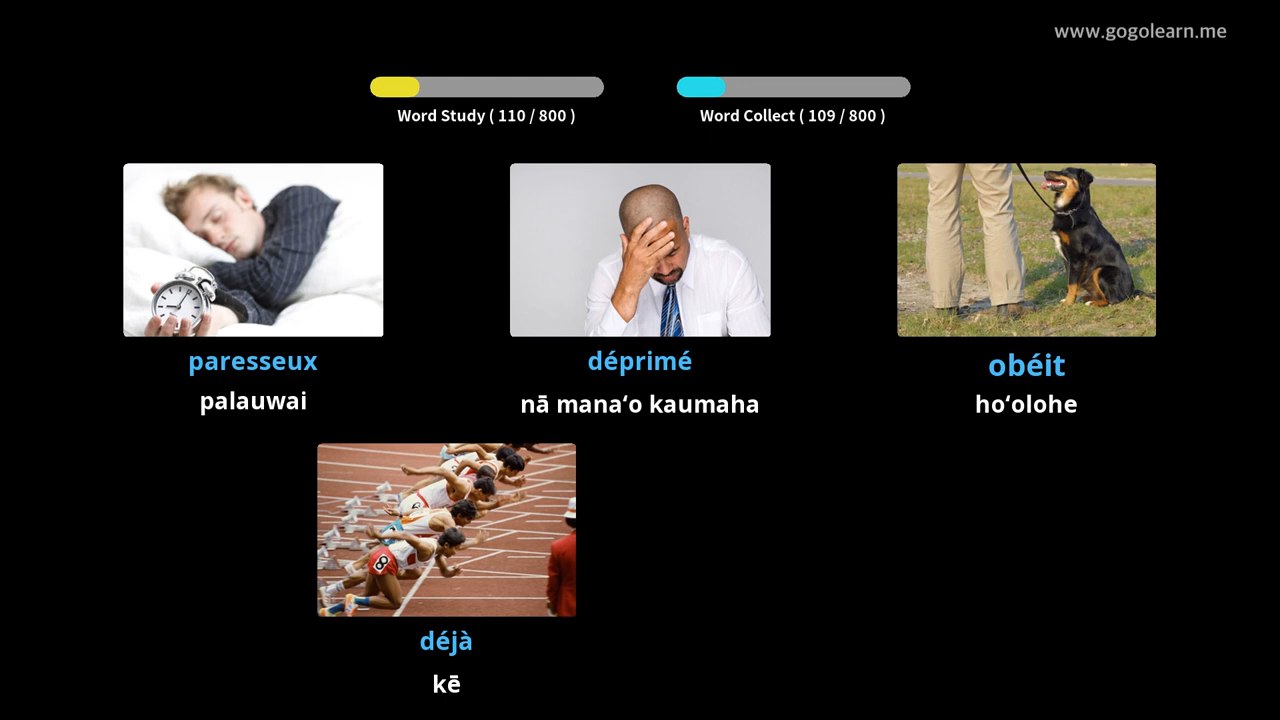 www.gogolearn.me
Word Study ( 110 / 800 )
Word Collect ( 109 / 800 )
paresseux
palauwai
déprimé
nā manaʻo kaumaha
obéit
hoʻolohe
déjà
kē